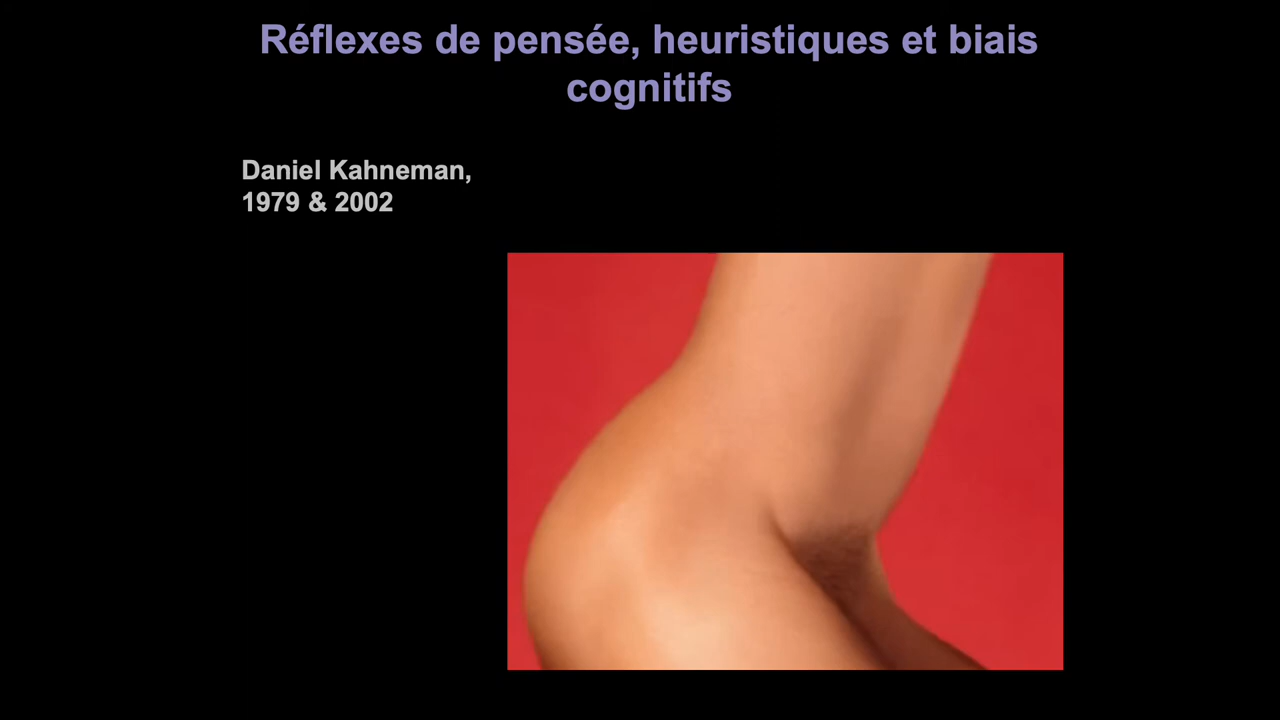 Réflexes de pensée, heuristiques et biais
cognitifs
Daniel Kahneman,
1979 & 2002